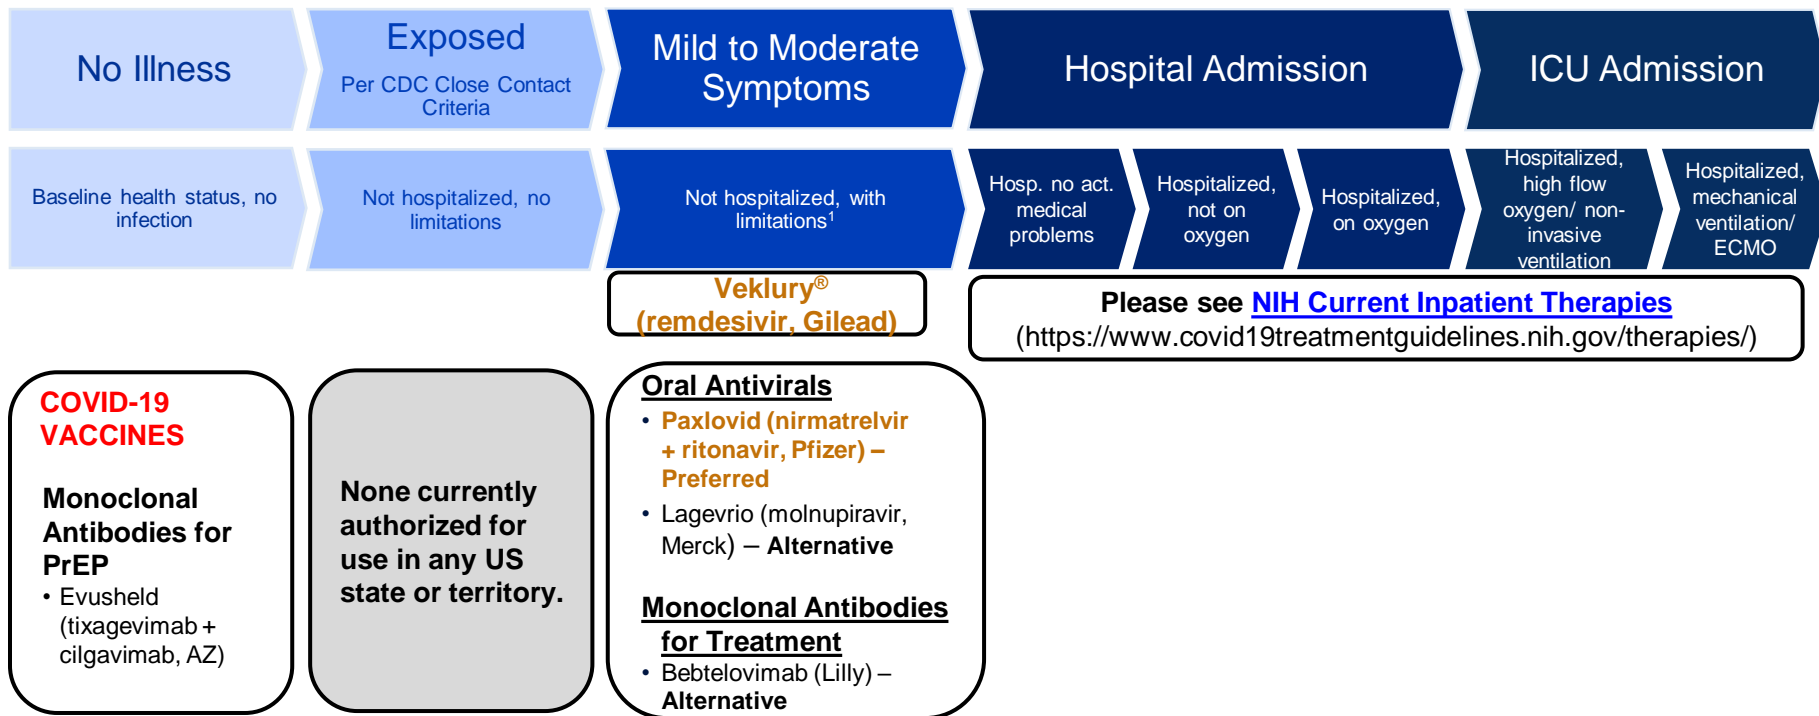 No Illness
Exposed
Per CDC Close Contact
Criteria
Mild to Moderate
Symptoms
Hospital Admission
ICU Admission
Baseline health status, no
infection
Not hospitalized, no
limitations
Not hospitalized, with
limitations¹
Hosp. no act.
medical
problems
Hospitalized,
not on
oxygen
Hospitalized,
on oxygen
Hospitalized,
high flow
oxygen/ non-
invasive
ventilation
Hospitalized,
mechanical
ventilation/
ECMO
Veklury®
(remdesivir, Gilead)
Please see NIH Current Inpatient Therapies
(https://www.covid19treatmentguidelines.nih.gov/therapies/)
COVID-19
VACCINES
Monoclonal
Antibodies for
PrEP
• Evusheld
(tixagevimab +
cilgavimab, AZ)
None currently
authorized for
use in any US
state or territory.
Oral Antivirals
• Paxlovid (nirmatrelvir
+ ritonavir, Pfizer) –
Preferred
• Lagevrio (molnupiravir,
Merck) – Alternative
Monoclonal Antibodies
for Treatment
• Bebtelovimab (Lilly) –
Alternative